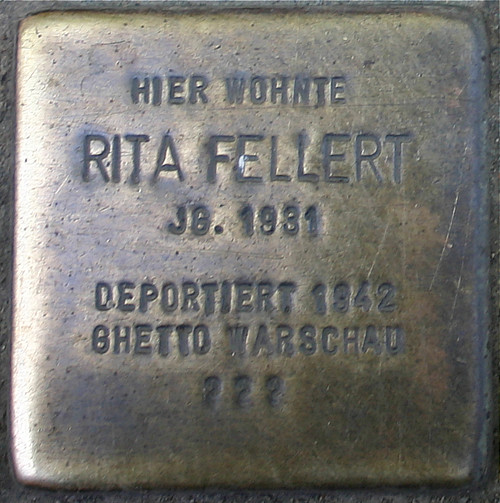 HIER WOHNTE
RITA FELLERT
JG. 1931
DEPORTIERT 1942
GHETTO WARSCHAU
???